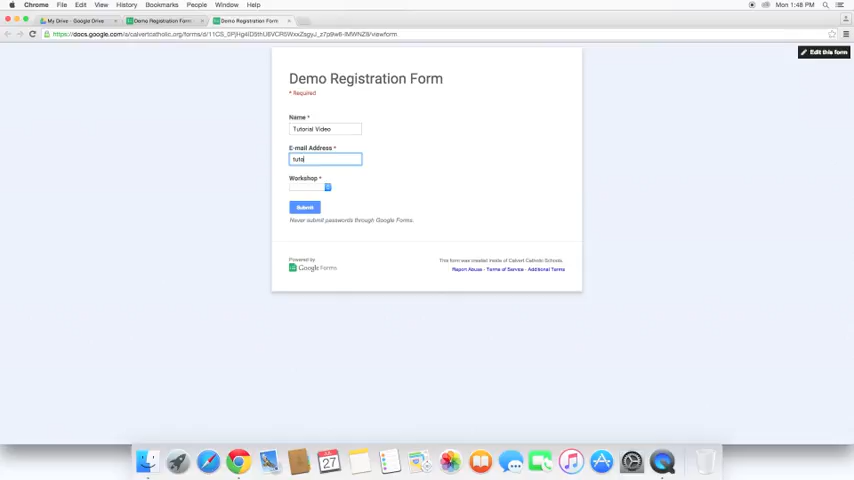 Chrome File Edit View History Bookmarks People Window Help
Mon 1:48 PM
My Drive - Google Drive
Demo Registration Form
Demo Registration Form
Edit this form
Demo Registration Form
* Required
Name *
Tutorial Video
E-mail Address *
tuto
Workshop *
Submit
Never submit passwords through Google Forms.
Powered by
Google Forms
This form was created inside of Calvert Catholic Schools.
Report Abuse - Terms of Service - Additional Terms
JUL
27